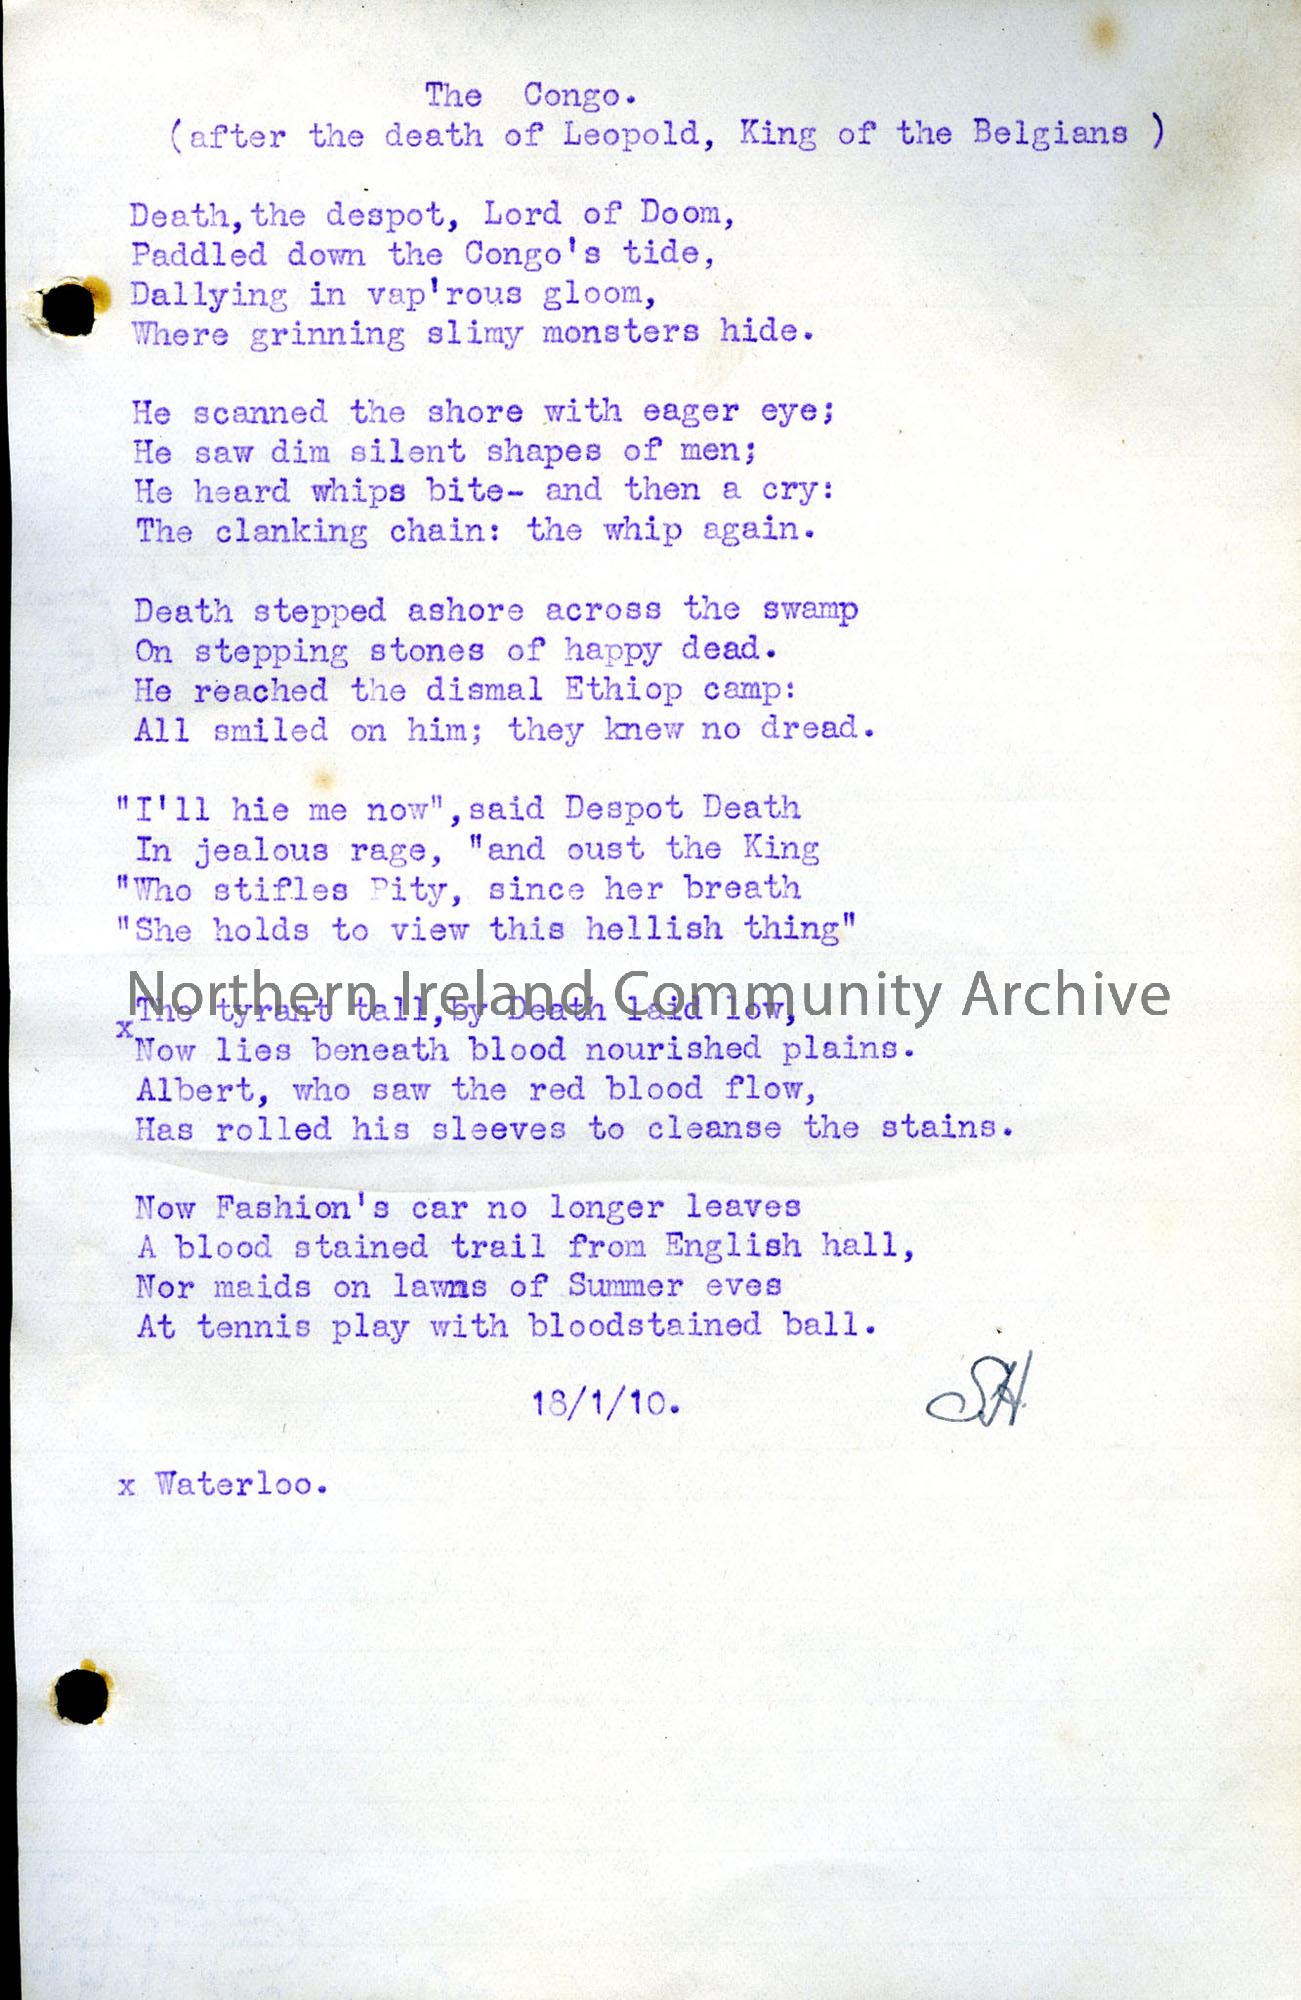 The Congo.
(after the death of Leopold, King of the Belgians )
Death,the despot, Lord of Doom,
Paddled down the Congo's tide,
Dallying in vap'rous gloom,
Where grinning slimy monsters hide.
He scanned the shore with eager eye;
He saw dim silent shapes of men;
He heard whips bite- and then a cry:
The clanking chain: the whip again.
Death stepped ashore across the swamp
On stepping stones of happy dead.
He reached the dismal Ethiop camp:
All smiled on him; they knew no dread.
"I'll hie me now",said Despot Death
In jealous rage, "and oust the King
"Who stifles Pity, since her breath
"She holds to view this hellish thing"
Northern Ireland Community Archive
The tyrant tall,by Death laid low,
x Now lies beneath blood nourished plains.
Albert, who saw the red blood flow,
Has rolled his sleeves to cleanse the stains.
Now Fashion's car no longer leaves
A blood stained trail from English hall,
Nor maids on lawns of Summer eves
At tennis play with bloodstained ball.
18/1/10.
SH
x Waterloo.